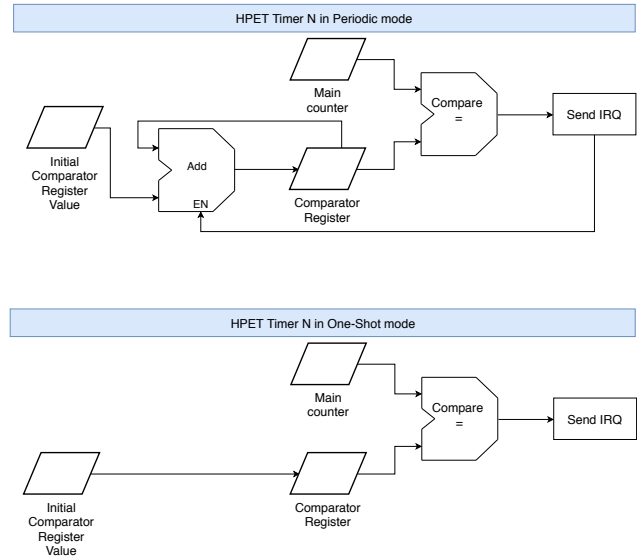 HPET Timer N in Periodic mode
Main
counter
Compare
=
Send IRQ
Initial
Comparator
Register
Value
Add
EN
Comparator
Register
HPET Timer N in One-Shot mode
Main
counter
Compare
=
Send IRQ
Initial
Comparator
Register
Value
Comparator
Register